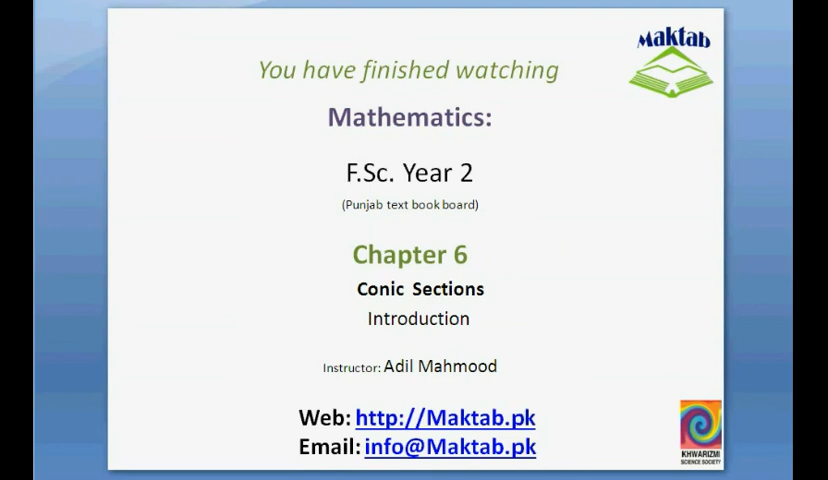 Maktab
You have finished watching
Mathematics:
F.Sc. Year 2
(Punjab text book board)
Chapter 6
Conic Sections
Introduction
Instructor: Adil Mahmood
Web: http://Maktab.pk
Email: info@Maktab.pk
KHWARIZMI
SCIENCE SOCIETY